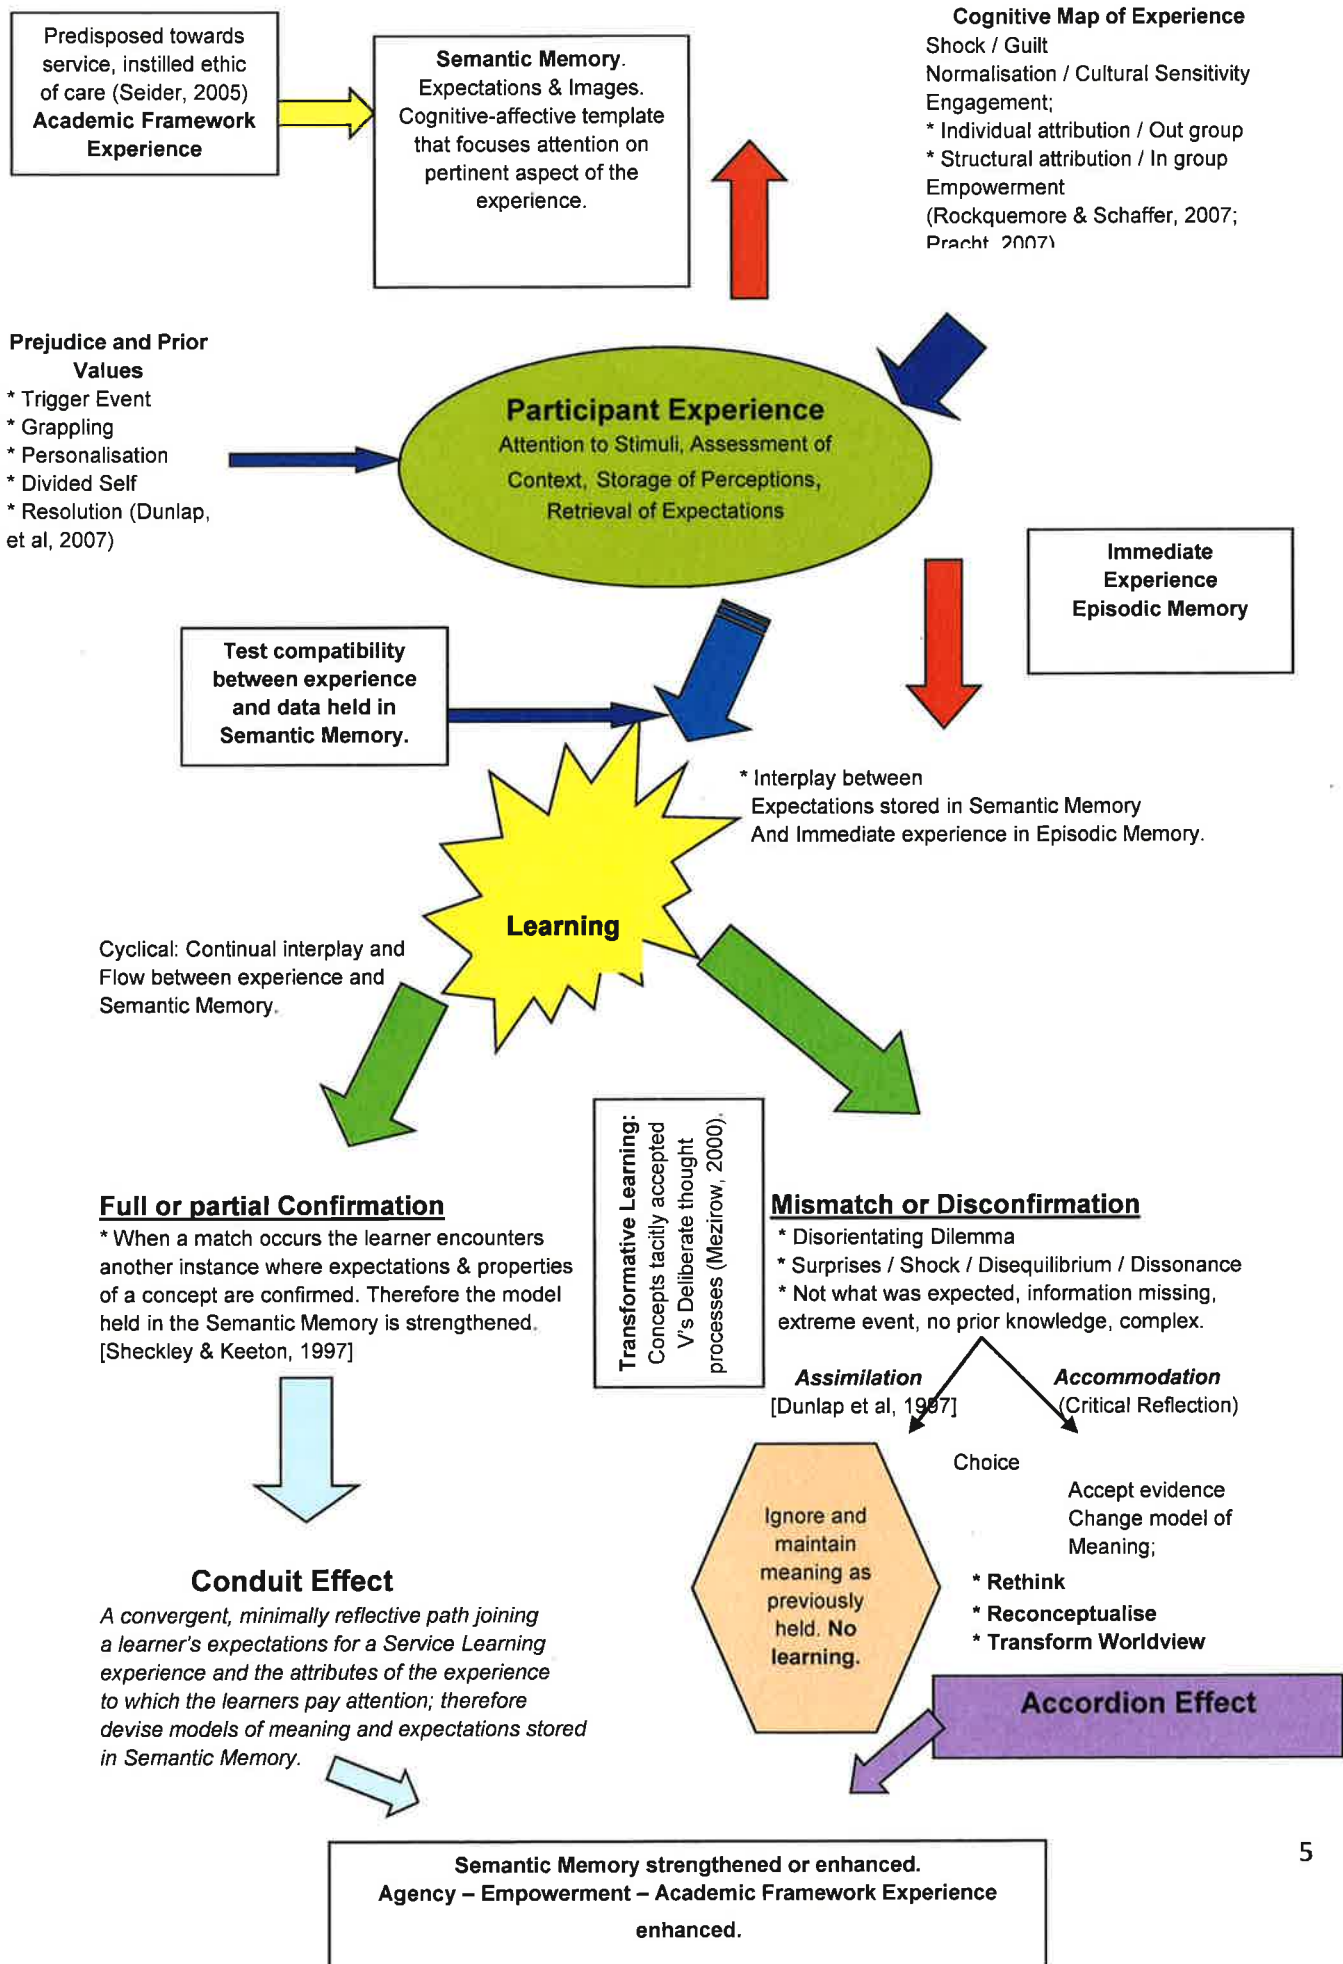 Predisposed towards
service, instilled ethic
of care (Seider, 2005)
Academic Framework
Experience
Semantic Memory.
Expectations & Images.
Cognitive-affective template
that focuses attention on
pertinent aspect of the
experience.
Cognitive Map of Experience
Shock / Guilt
Normalisation / Cultural Sensitivity
Engagement;
* Individual attribution / Out group
* Structural attribution / In group
Empowerment
(Rockquemore & Schaffer, 2007;
Pracht, 2007)
Prejudice and Prior
Values
* Trigger Event
* Grappling
* Personalisation
* Divided Self
* Resolution (Dunlap,
et al, 2007)
Participant Experience
Attention to Stimuli, Assessment of
Context, Storage of Perceptions,
Retrieval of Expectations
Immediate
Experience
Episodic Memory
Test compatibility
between experience
and data held in
Semantic Memory.
* Interplay between
Expectations stored in Semantic Memory
And Immediate experience in Episodic Memory.
Learning
Cyclical: Continual interplay and
Flow between experience and
Semantic Memory.
Transformative Learning:
Concepts tacitly accepted
V's Deliberate thought
processes (Mezirow, 2000).
Full or partial Confirmation
* When a match occurs the learner encounters
another instance where expectations & properties
of a concept are confirmed. Therefore the model
held in the Semantic Memory is strengthened.
[Sheckley & Keeton, 1997]
Mismatch or Disconfirmation
* Disorientating Dilemma
* Surprises / Shock / Disequilibrium / Dissonance
* Not what was expected, information missing,
extreme event, no prior knowledge, complex.
Assimilation
[Dunlap et al, 1997]
Accommodation
(Critical Reflection)
Choice
Ignore and
maintain
meaning as
previously
held. No
learning.
Accept evidence
Change model of
Meaning;
* Rethink
* Reconceptualise
* Transform Worldview
Conduit Effect
A convergent, minimally reflective path joining
a learner's expectations for a Service Learning
experience and the attributes of the experience
to which the learners pay attention; therefore
devise models of meaning and expectations stored
in Semantic Memory.
Accordion Effect
Semantic Memory strengthened or enhanced.
Agency – Empowerment – Academic Framework Experience
enhanced.
5